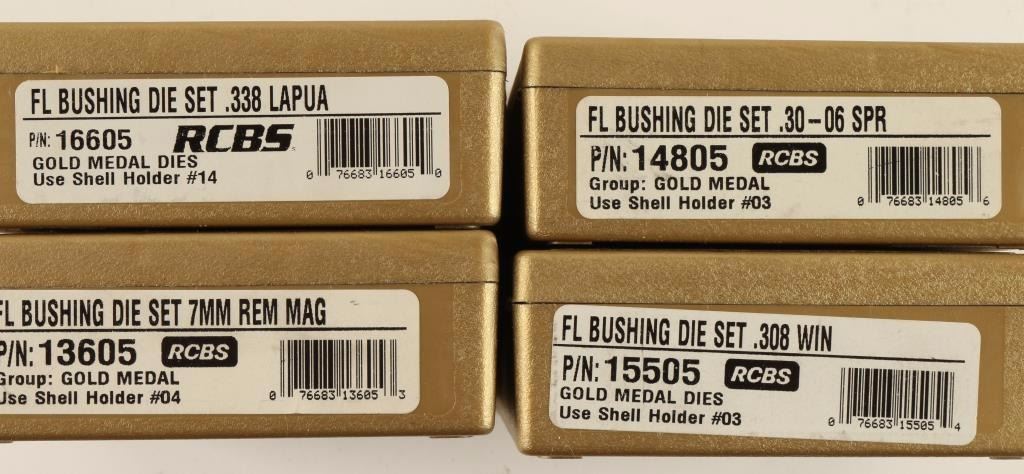 FL BUSHING DIE SET .338 LAPUA
P/N: 16605 RCBS
GOLD MEDAL DIES
Use Shell Holder #14
0 76683 16605 0
FL BUSHING DIE SET .30-06 SPR
P/N: 14805 RCBS
Group: GOLD MEDAL
Use Shell Holder #03
0 76683 14805 6
FL BUSHING DIE SET 7MM REM MAG
P/N: 13605 RCBS
Group: GOLD MEDAL
Use Shell Holder #04
0 76683 13605 3
FL BUSHING DIE SET .308 WIN
P/N: 15505 RCBS
GOLD MEDAL DIES
Use Shell Holder #03
0 76683 15505 4